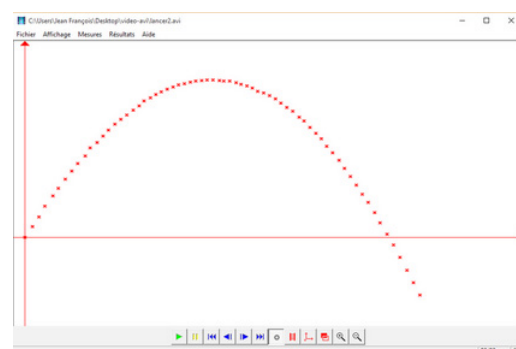 C:\Users\Jean François\Desktop\video-avi\lancer2.avi
Fichier Affichage Mesures Résultats Aide